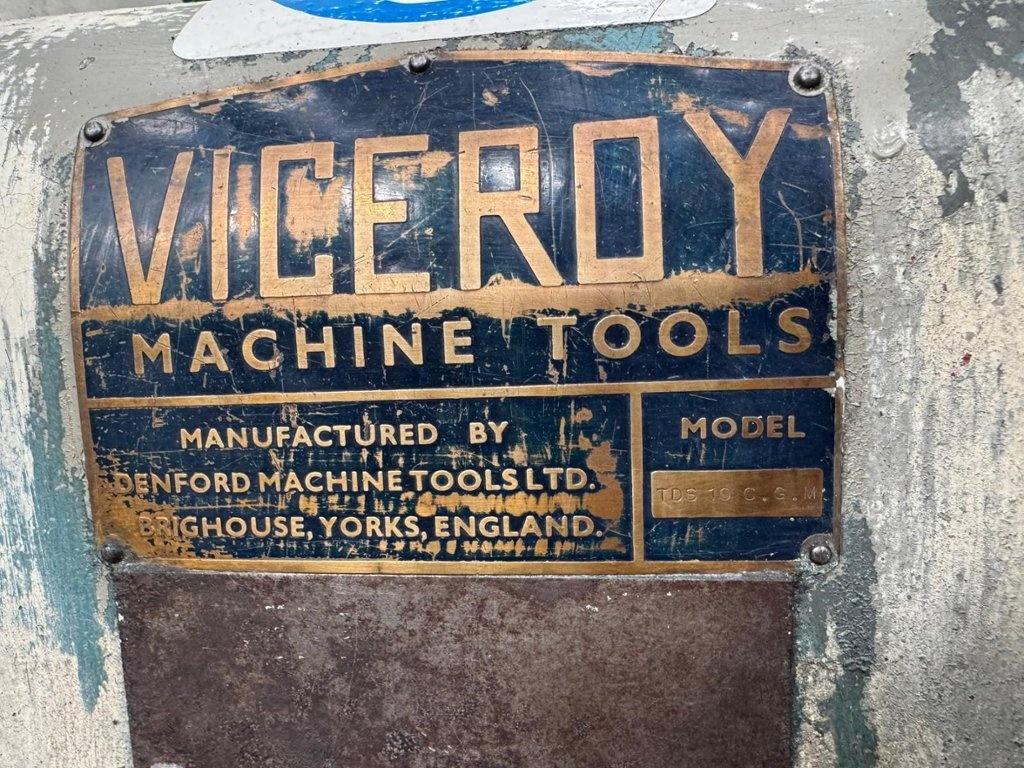 VICEROY
MACHINE TOOLS
MANUFACTURED BY
DENFORD MACHINE TOOLS LTD.
BRIGHOUSE, YORKS, ENGLAND.
MODEL
TDS 10 C.G.M